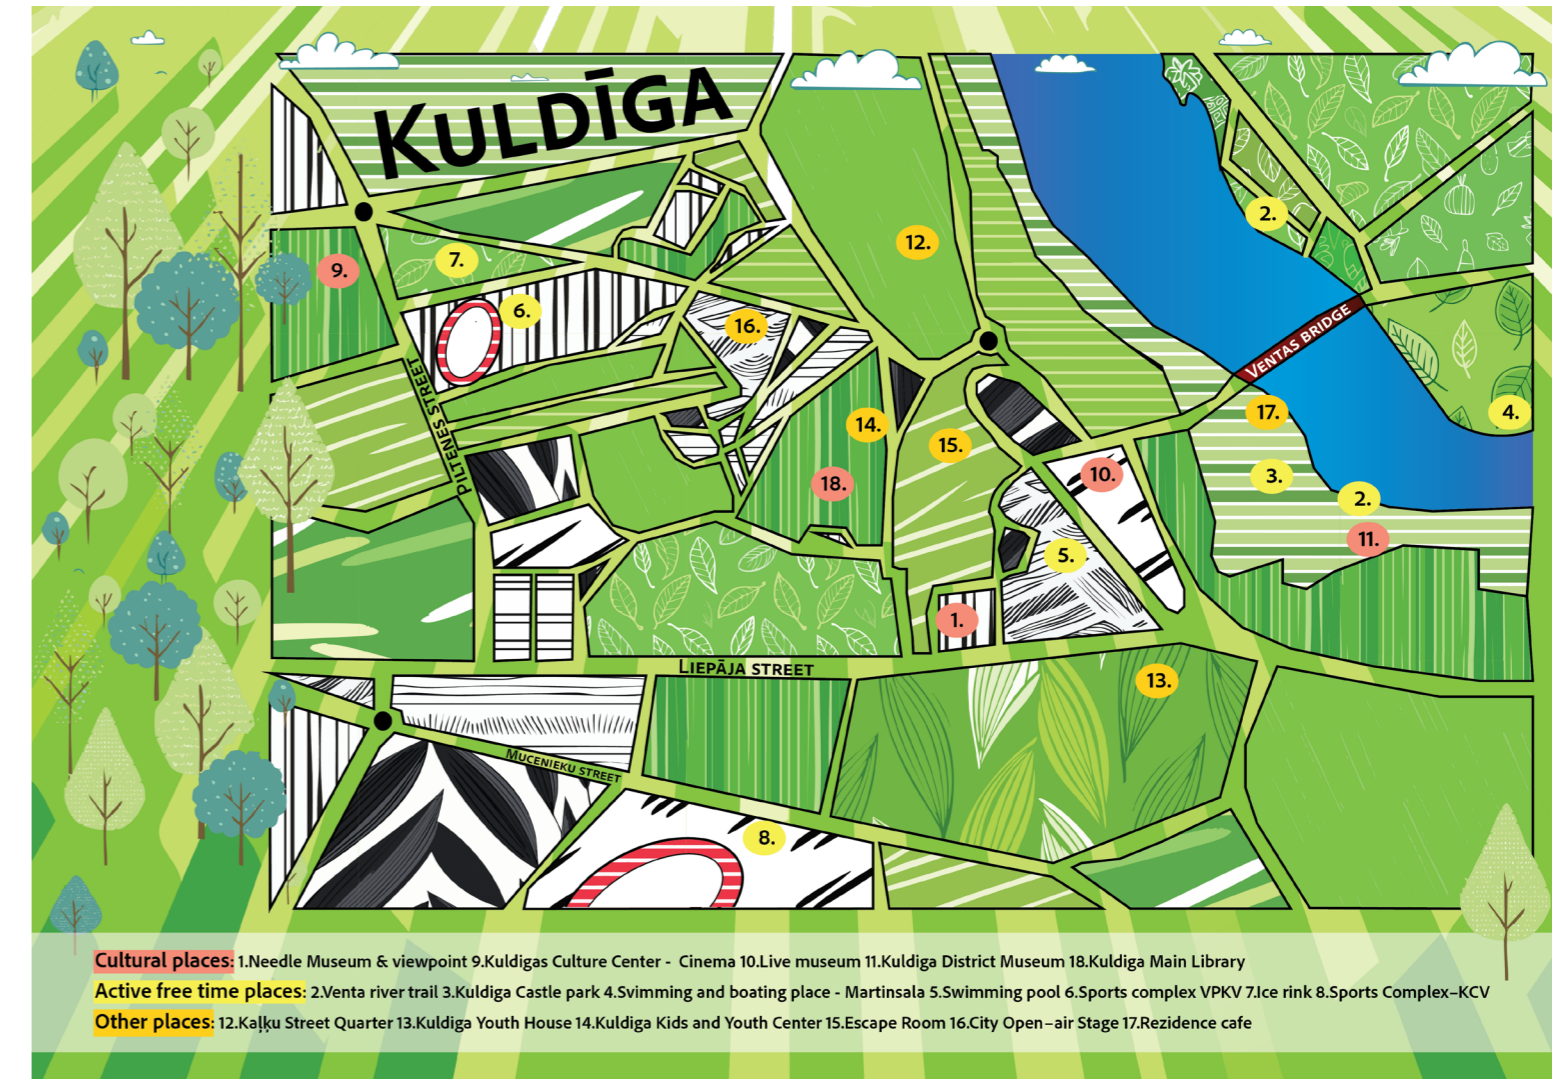 KULDĪGA
2.
12.
7.
9.
6.
16.
VENTAS BRIDGE
17.
4.
14.
15.
PILTENES STREET
10.
3.
18.
2.
11.
5.
1.
LIEPĀJA STREET
13.
MUCENIEKU STREET
8.
Cultural places: 1.Needle Museum & viewpoint 9.Kuldigas Culture Center - Cinema 10.Live museum 11.Kuldiga District Museum 18.Kuldiga Main Library
Active free time places: 2.Venta river trail 3.Kuldiga Castle park 4.Svimming and boating place - Martinsala 5.Swimming pool 6.Sports complex VPKV 7.Ice rink 8.Sports Complex–KCV
Other places: 12.Kaļķu Street Quarter 13.Kuldiga Youth House 14.Kuldiga Kids and Youth Center 15.Escape Room 16.City Open–air Stage 17.Rezidence cafe